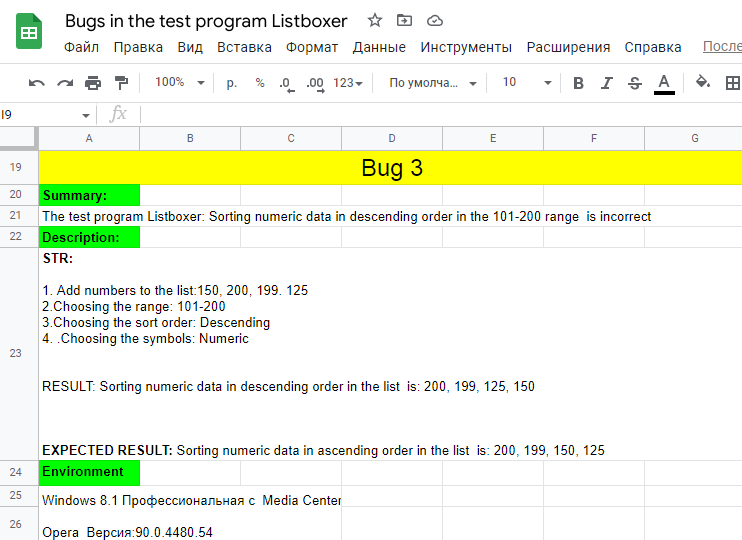 Bugs in the test program Listboxer
Файл Правка Вид Вставка Формат Данные Инструменты Расширения Справка После
100% р. % .0 .00 123 По умолча... 10 B I S A
I9 fx
A B C D E F G
19 Bug 3
20 Summary:
21 The test program Listboxer: Sorting numeric data in descending order in the 101-200 range is incorrect
22 Description:
STR:
1. Add numbers to the list:150, 200, 199. 125
2.Choosing the range: 101-200
3.Choosing the sort order: Descending
4. .Choosing the symbols: Numeric
23
RESULT: Sorting numeric data in descending order in the list is: 200, 199, 125, 150
EXPECTED RESULT: Sorting numeric data in ascending order in the list is: 200, 199, 150, 125
24 Environment
25 Windows 8.1 Профессиональная с Media Center
26 Opera Версия:90.0.4480.54